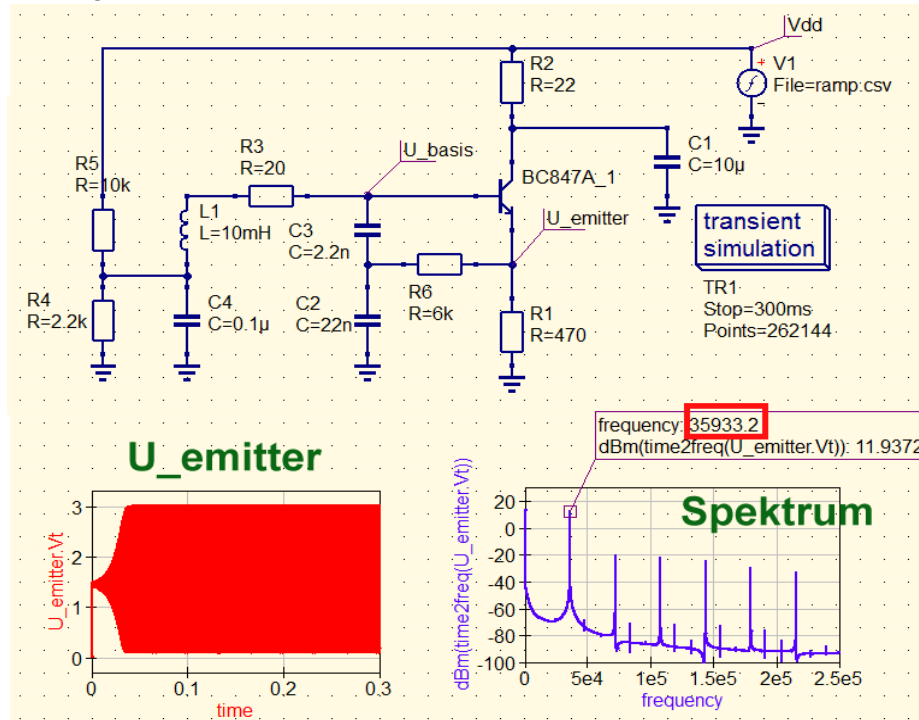 Vdd
R2
R=22
V1
File=ramp.csv
+
−
C1
C=10µ
R3
R=20
U_basis
BC847A_1
R5
R=10k
L1
L=10mH
C3
C=2.2n
U_emitter
transient
simulation
R4
R=2.2k
C4
C=0.1µ
C2
C=22n
R6
R=6k
R1
R=470
TR1
Stop=300ms
Points=262144
frequency: 35933.2
dBm(time2freq(U_emitter.Vt)): 11.9372
U_emitter
Spektrum
U_emitter.Vt
3
2
1
0
0
0.1
0.2
0.3
time
dBm(time2freq(U_emitter.Vt))
20
0
-20
-40
-60
-80
-100
0
5e4
1e5
1.5e5
2e5
2.5e5
frequency